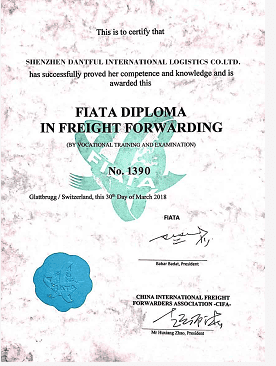 This is to certify that
SHENZHEN DANTFUL INTERNATIONAL LOGISTICS CO.LTD.
has successfully proved her competence and knowledge and is
awarded this
FIATA DIPLOMA
IN FREIGHT FORWARDING
(BY VOCATIONAL TRAINING AND EXAMINATION)
No. 1390
Glattbrugg / Switzerland, this 30th Day of March 2018
FIATA
Babar Badat, President
CHINA INTERNATIONAL FREIGHT
FORWARDERS ASSOCIATION -CIFA-
Mr Huxiang Zhao, President
FIATA